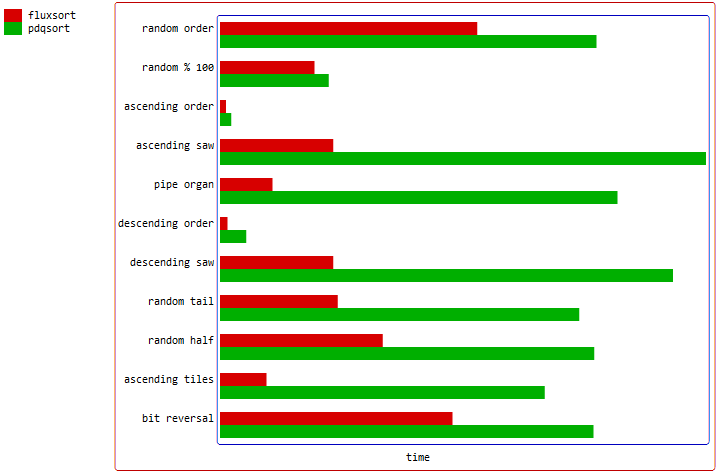 fluxsort
pdqsort
random order
random % 100
ascending order
ascending saw
pipe organ
descending order
descending saw
random tail
random half
ascending tiles
bit reversal
time